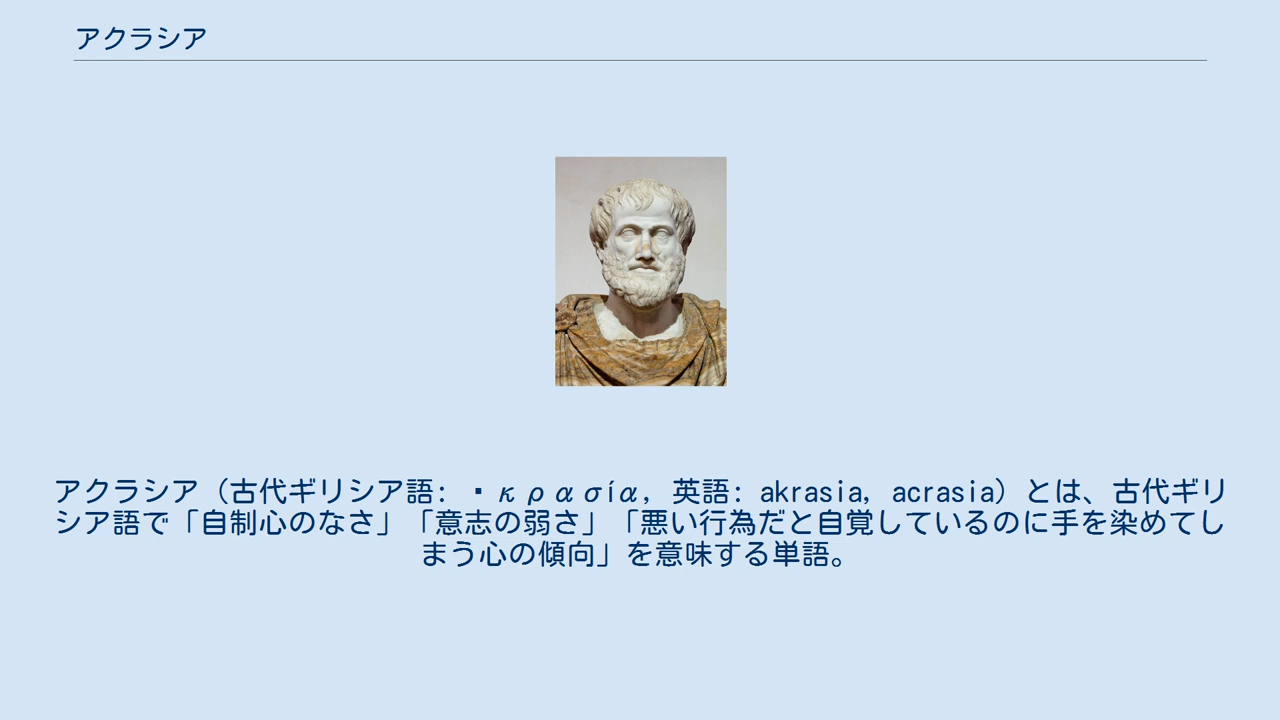 アクラシア
アクラシア（古代ギリシア語: ▪κρασία, 英語: akrasia, acrasia）とは、古代ギリ
シア語で「自制心のなさ」「意志の弱さ」「悪い行為だと自覚しているのに手を染めてし
まう心の傾向」を意味する単語。